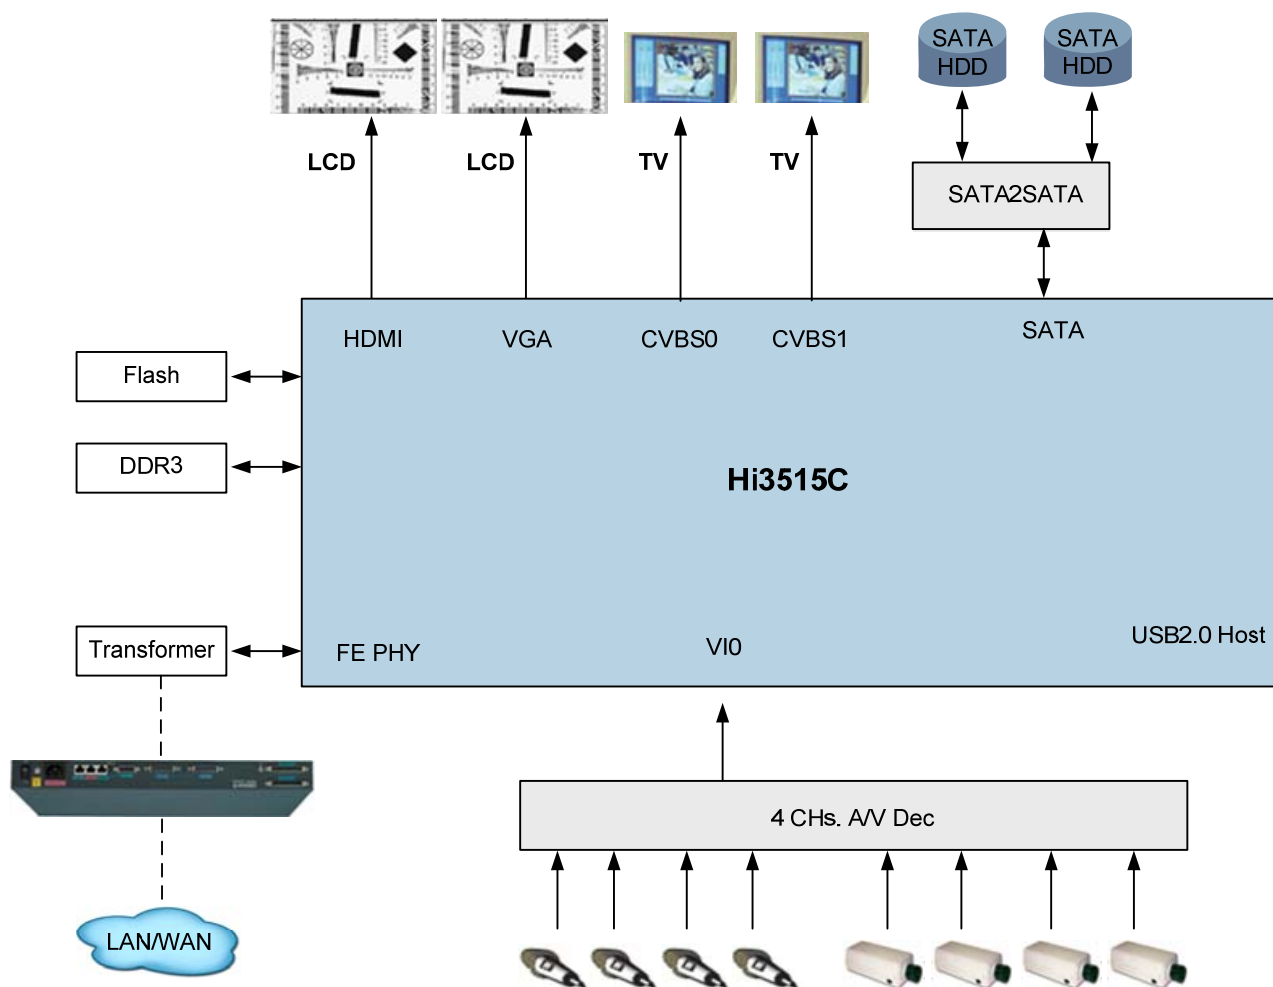 SATA
HDD
SATA
HDD
LCD
LCD
TV
TV
SATA2SATA
HDMI
VGA
CVBS0
CVBS1
SATA
Flash
DDR3
Hi3515C
Transformer
FE PHY
VI0
USB2.0 Host
4 CHs. A/V Dec
LAN/WAN